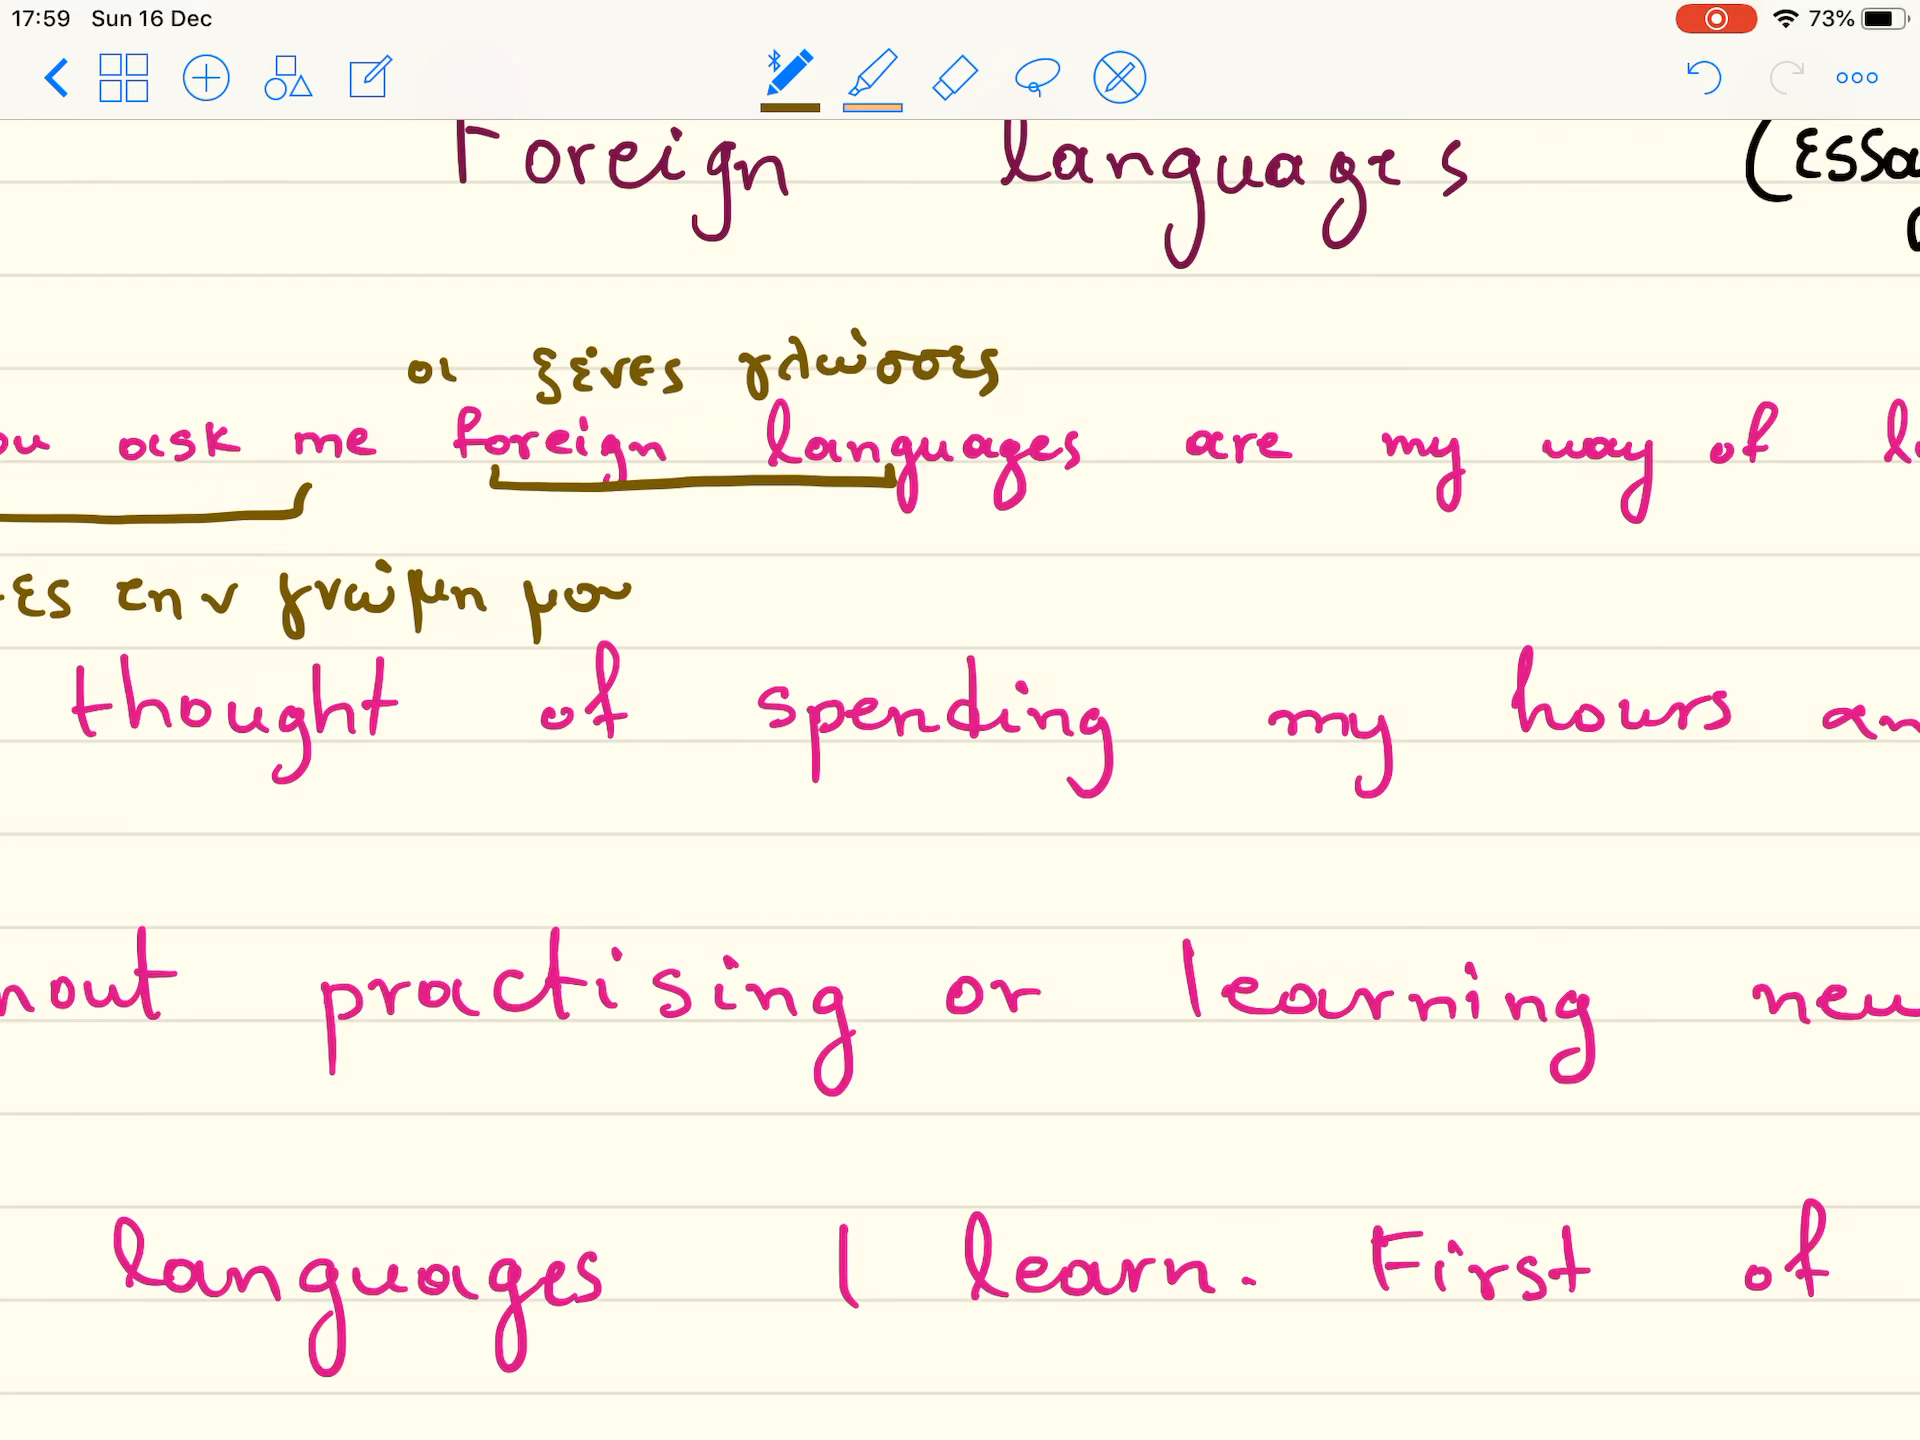 17:59 Sun 16 Dec 73%
Foreign languages (Essa
οι ξένες γλώσσες
ou ask me foreign languages are my way of l
ες την γνώμη μου
thought of spending my hours an
hout practising or learning new
languages I learn. First of